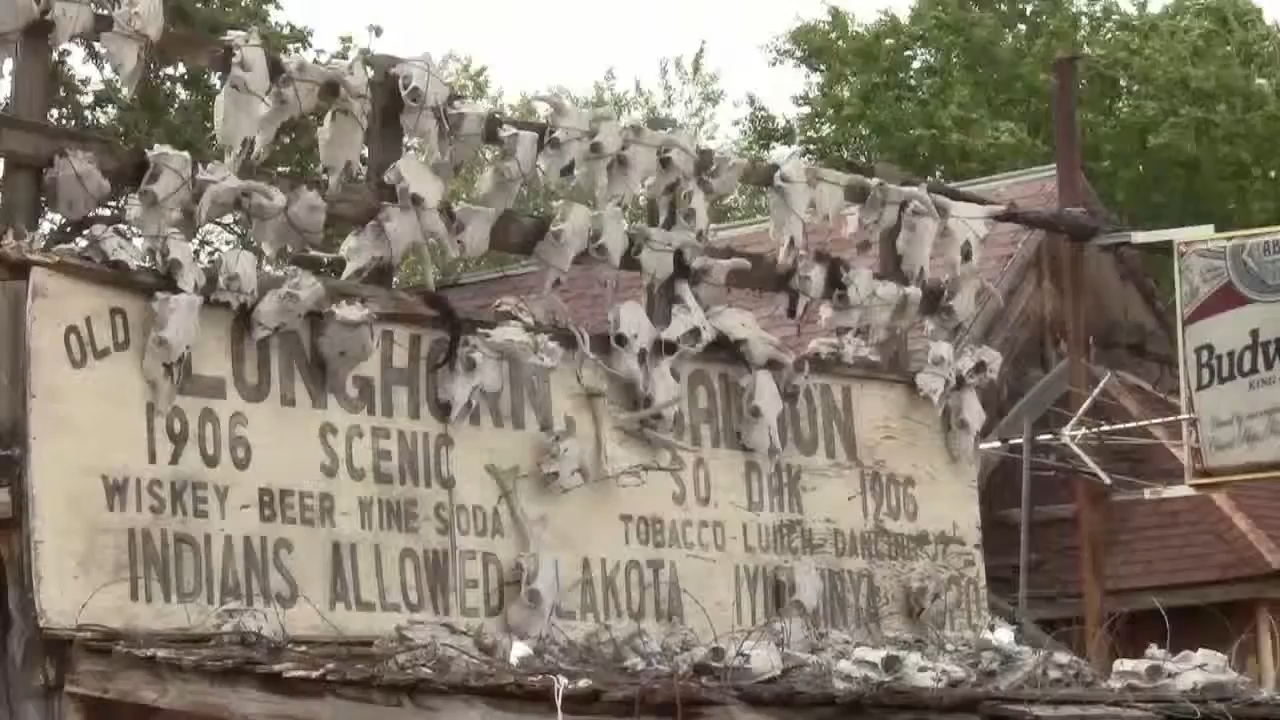 OLD LONGHORN SALOON
1906 SCENIC SO. DAK 1906
WISKEY-BEER-WINE-SODA TOBACCO-LUNCH-DANCING
INDIANS ALLOWED LAKOTA
Budw
KING